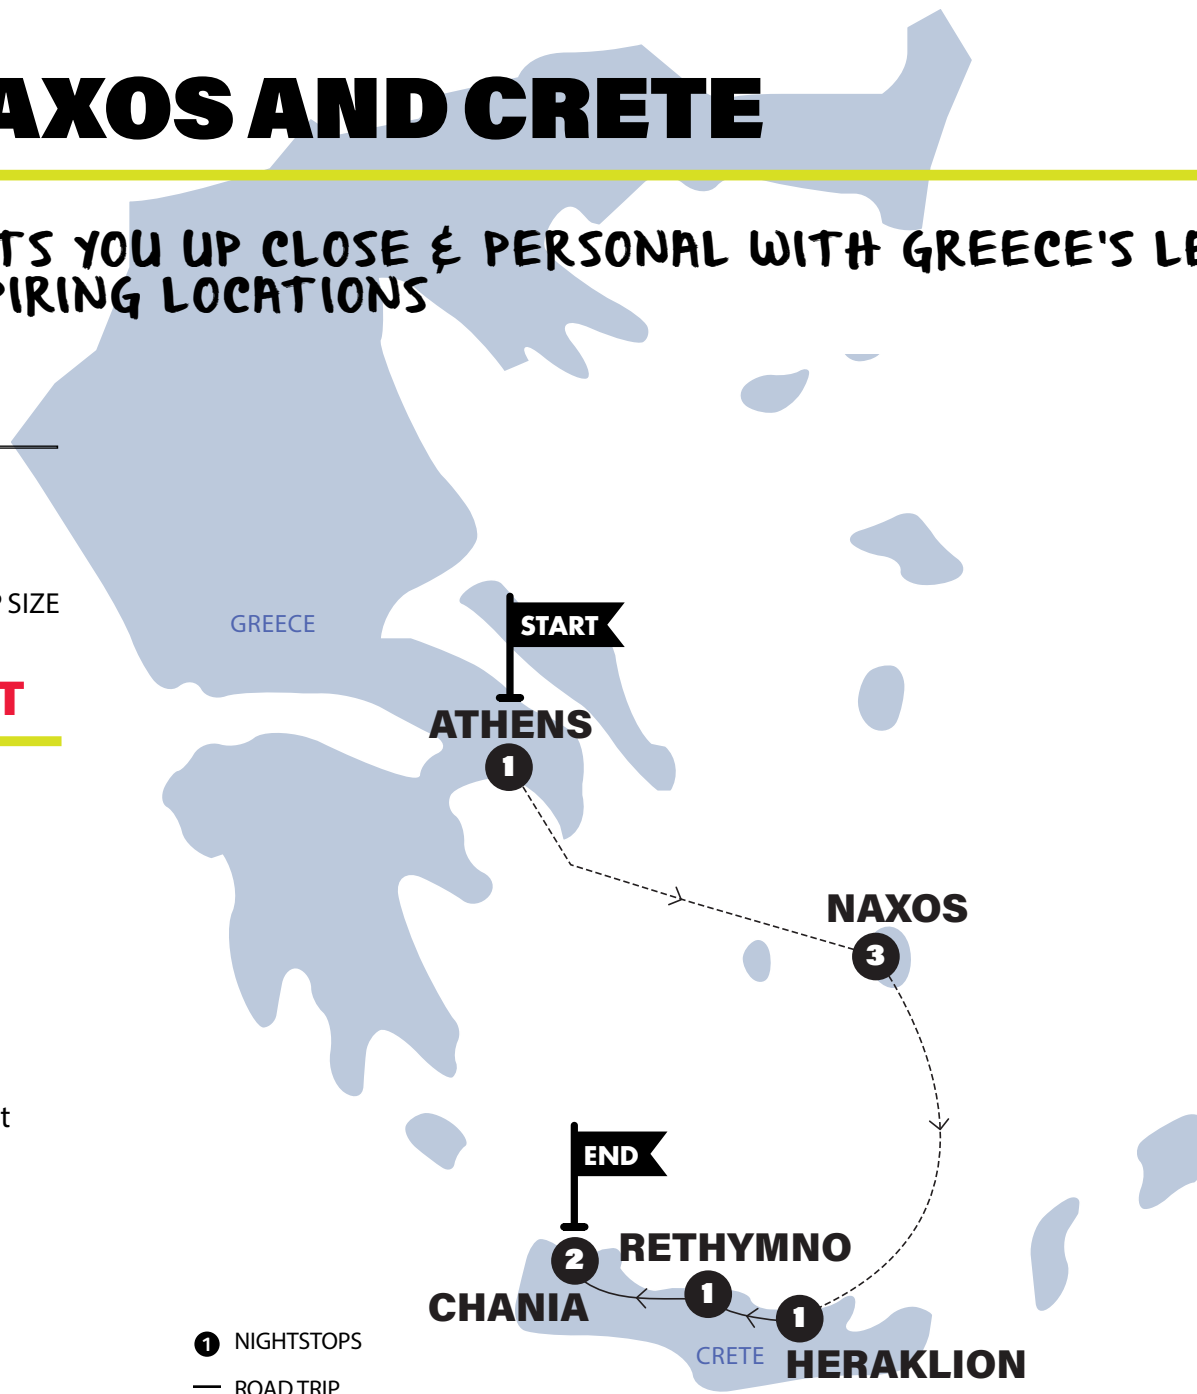 AXOS AND CRETE
TS YOU UP CLOSE & PERSONAL WITH GREECE'S LE
PIRING LOCATIONS
SIZE
GREECE
START
T
ATHENS
1
NAXOS
3
t
END
2
RETHYMNO
1
CHANIA
1
CRETE
HERAKLION
1 NIGHTSTOPS
ROAD TRIP